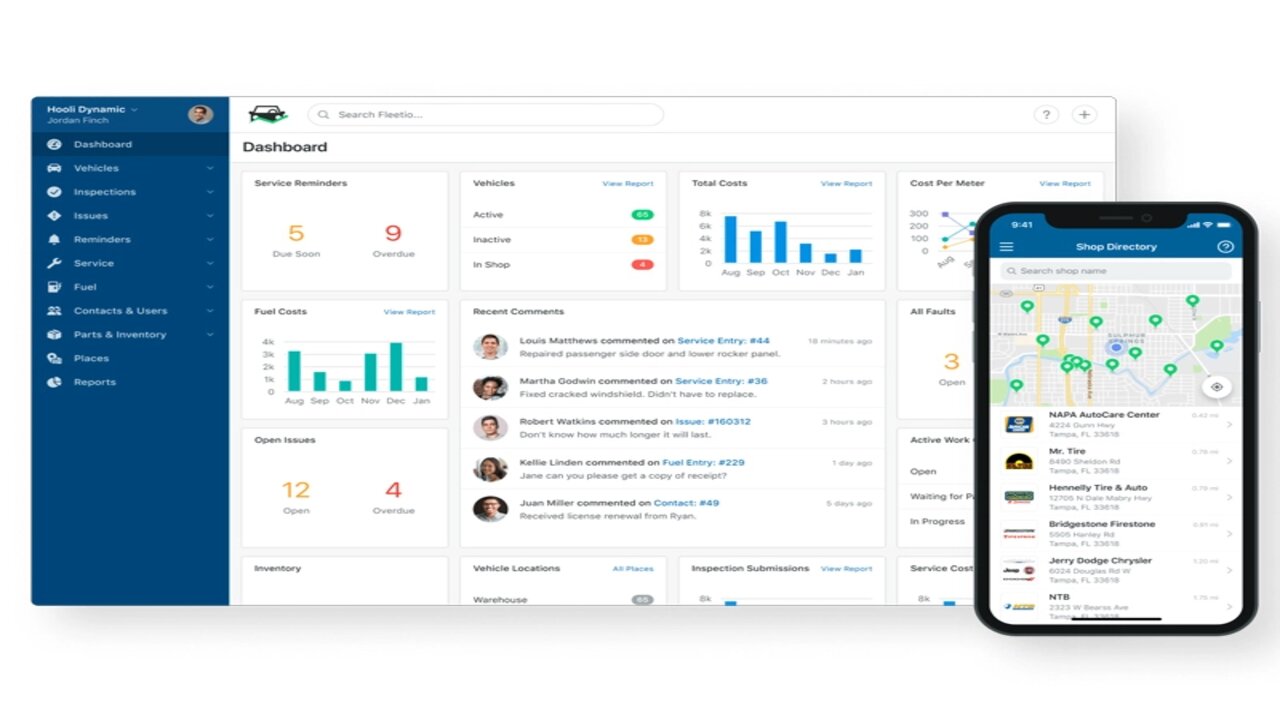 Hooli Dynamic
Jordan Finch
Dashboard
Vehicles
Inspections
Issues
Reminders
Service
Fuel
Contacts & Users
Parts & Inventory
Places
Reports
Search Fleetio...
?
+
Dashboard
Service Reminders
5
9
Due Soon
Overdue
Vehicles
View Report
Active
65
Inactive
13
In Shop
4
Total Costs
View Report
8k
6k
4k
2k
0
Aug Sep Oct Nov Dec Jan
Cost Per Meter
View Report
300
200
100
0
Aug
Fuel Costs
View Report
4k
3k
2k
1k
0
Aug Sep Oct Nov Dec Jan
Recent Comments
Louis Matthews commented on Service Entry: #44
18 minutes ago
Repaired passenger side door and lower rocker panel.
Martha Godwin commented on Service Entry: #36
2 hours ago
Fixed cracked windshield. Didn't have to replace.
Robert Watkins commented on Issue: #160312
3 hours ago
Don't know how much longer it will last.
Kellie Linden commented on Fuel Entry: #229
1 day ago
Jane can you please get a copy of receipt?
Juan Miller commented on Contact: #49
5 days ago
Received license renewal from Ryan.
All Faults
3
Open
Open Issues
12
4
Open
Overdue
Active Work
Open
Waiting for
In Progress
Inventory
Vehicle Locations
All Places
Warehouse
65
Inspection Submissions
View Report
8k
Service Cost
8k
9:41
Shop Directory
?
Search shop name
SULPHUR
SPRINGS
NAPA AutoCare Center
0.42 mi
4224 Gunn Hwy
Tampa, FL 33618
Mr. Tire
0.78 mi
8490 Sheldon Rd
Tampa, FL 33618
Hennelly Tire & Auto
0.79 mi
12705 N Dale Mabry Hwy
Tampa, FL 33618
Bridgestone Firestone
0.91 mi
5505 Hanley Rd
Tampa, FL 33618
Jerry Dodge Chrysler
1.20 mi
6024 Douglas Rd W
Tampa, FL 33618
NTB
1.75 mi
2323 W Bearss Ave
Tampa, FL 33618